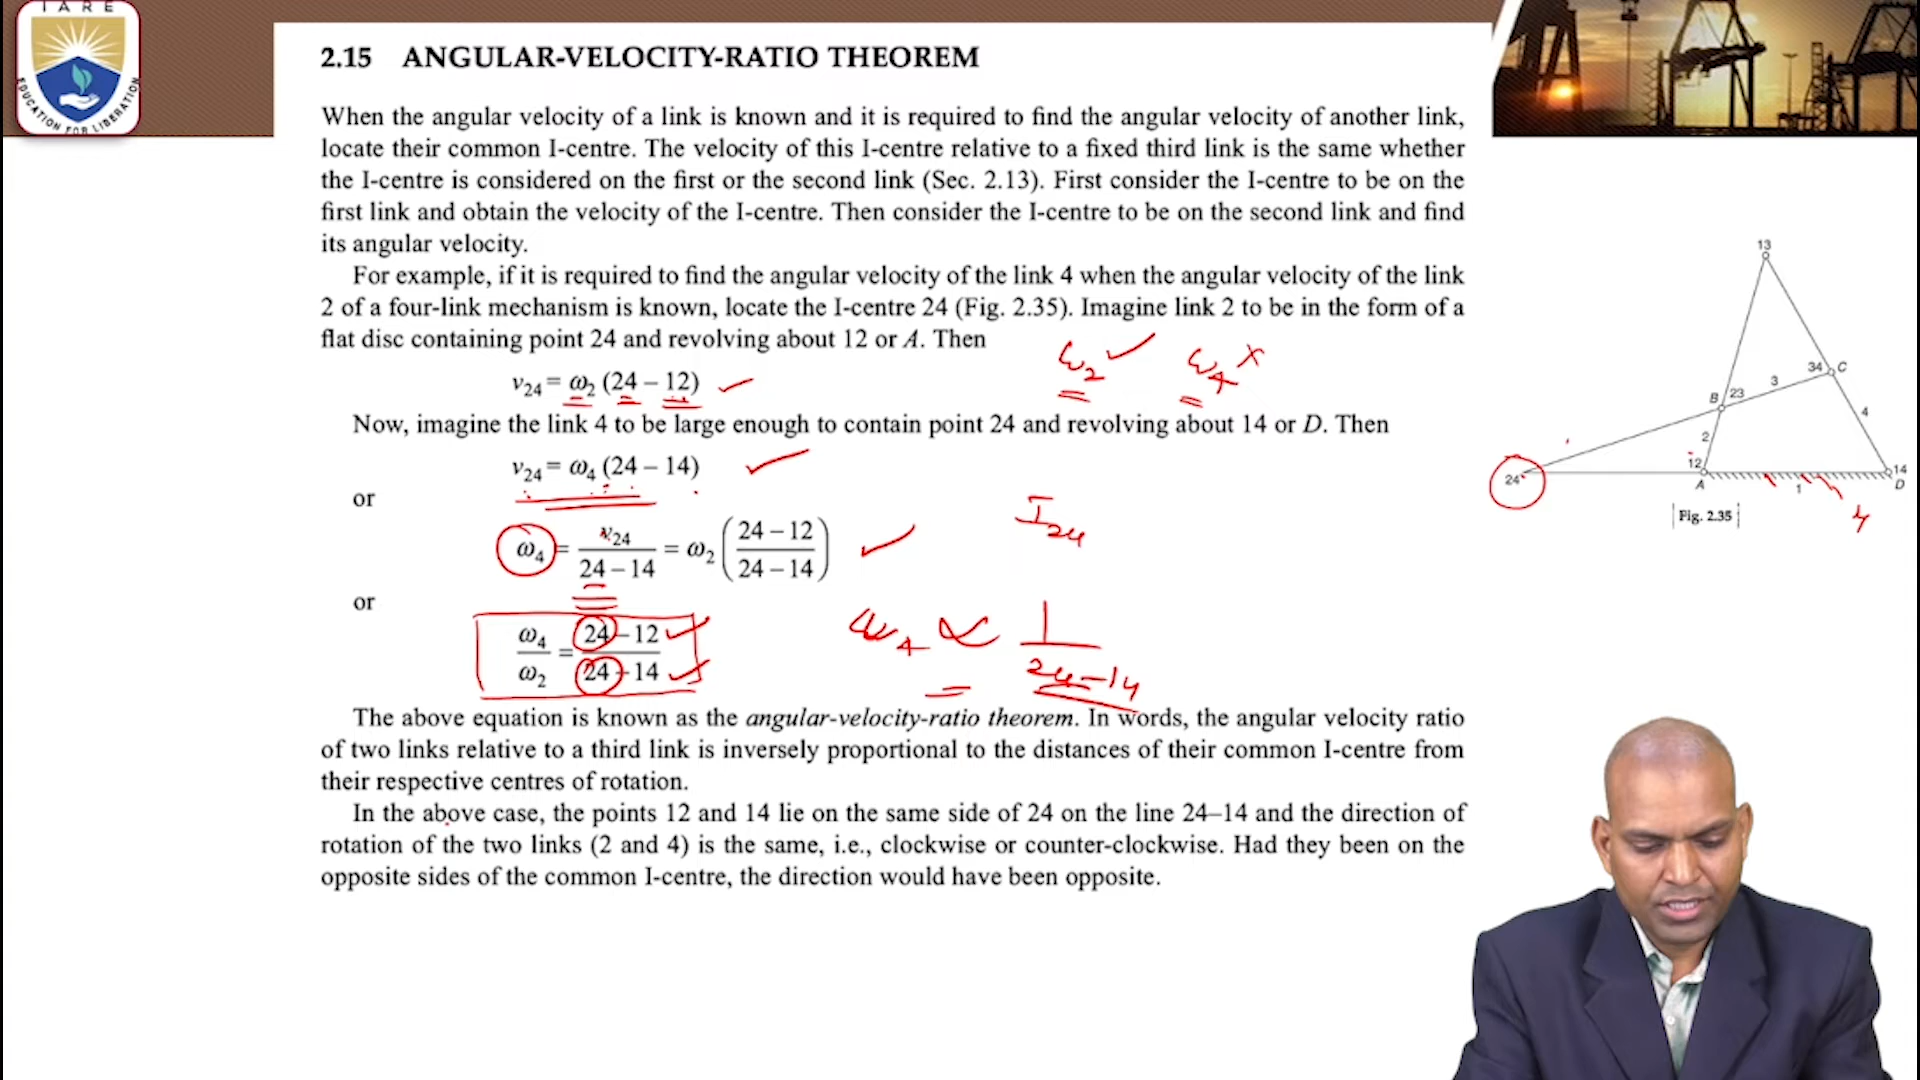 IARE
EDUCATION FOR LIBERATION
2.15 ANGULAR-VELOCITY-RATIO THEOREM
When the angular velocity of a link is known and it is required to find the angular velocity of another link,
locate their common I-centre. The velocity of this I-centre relative to a fixed third link is the same whether
the I-centre is considered on the first or the second link (Sec. 2.13). First consider the I-centre to be on the
first link and obtain the velocity of the I-centre. Then consider the I-centre to be on the second link and find
its angular velocity.
For example, if it is required to find the angular velocity of the link 4 when the angular velocity of the link
2 of a four-link mechanism is known, locate the I-centre 24 (Fig. 2.35). Imagine link 2 to be in the form of a
flat disc containing point 24 and revolving about 12 or A. Then
ω₂ ✓ ω₄ ×
v₂₄ = ω₂ (24 – 12) ✓
Now, imagine the link 4 to be large enough to contain point 24 and revolving about 14 or D. Then
v₂₄ = ω₄ (24 – 14) ✓
or
I₂₄
ω₄ = v₂₄ / (24 – 14) = ω₂ ((24 – 12) / (24 – 14)) ✓
or
ω₄ / ω₂ = (24 – 12) / (24 – 14) ✓ ✓
ω₄ ∝ 1 / (24 – 14)
The above equation is known as the angular-velocity-ratio theorem. In words, the angular velocity ratio
of two links relative to a third link is inversely proportional to the distances of their common I-centre from
their respective centres of rotation.
In the above case, the points 12 and 14 lie on the same side of 24 on the line 24–14 and the direction of
rotation of the two links (2 and 4) is the same, i.e., clockwise or counter-clockwise. Had they been on the
opposite sides of the common I-centre, the direction would have been opposite.
13
34 C
3
B 23
4
2
12
14
24
A
1
D
Fig. 2.35
4